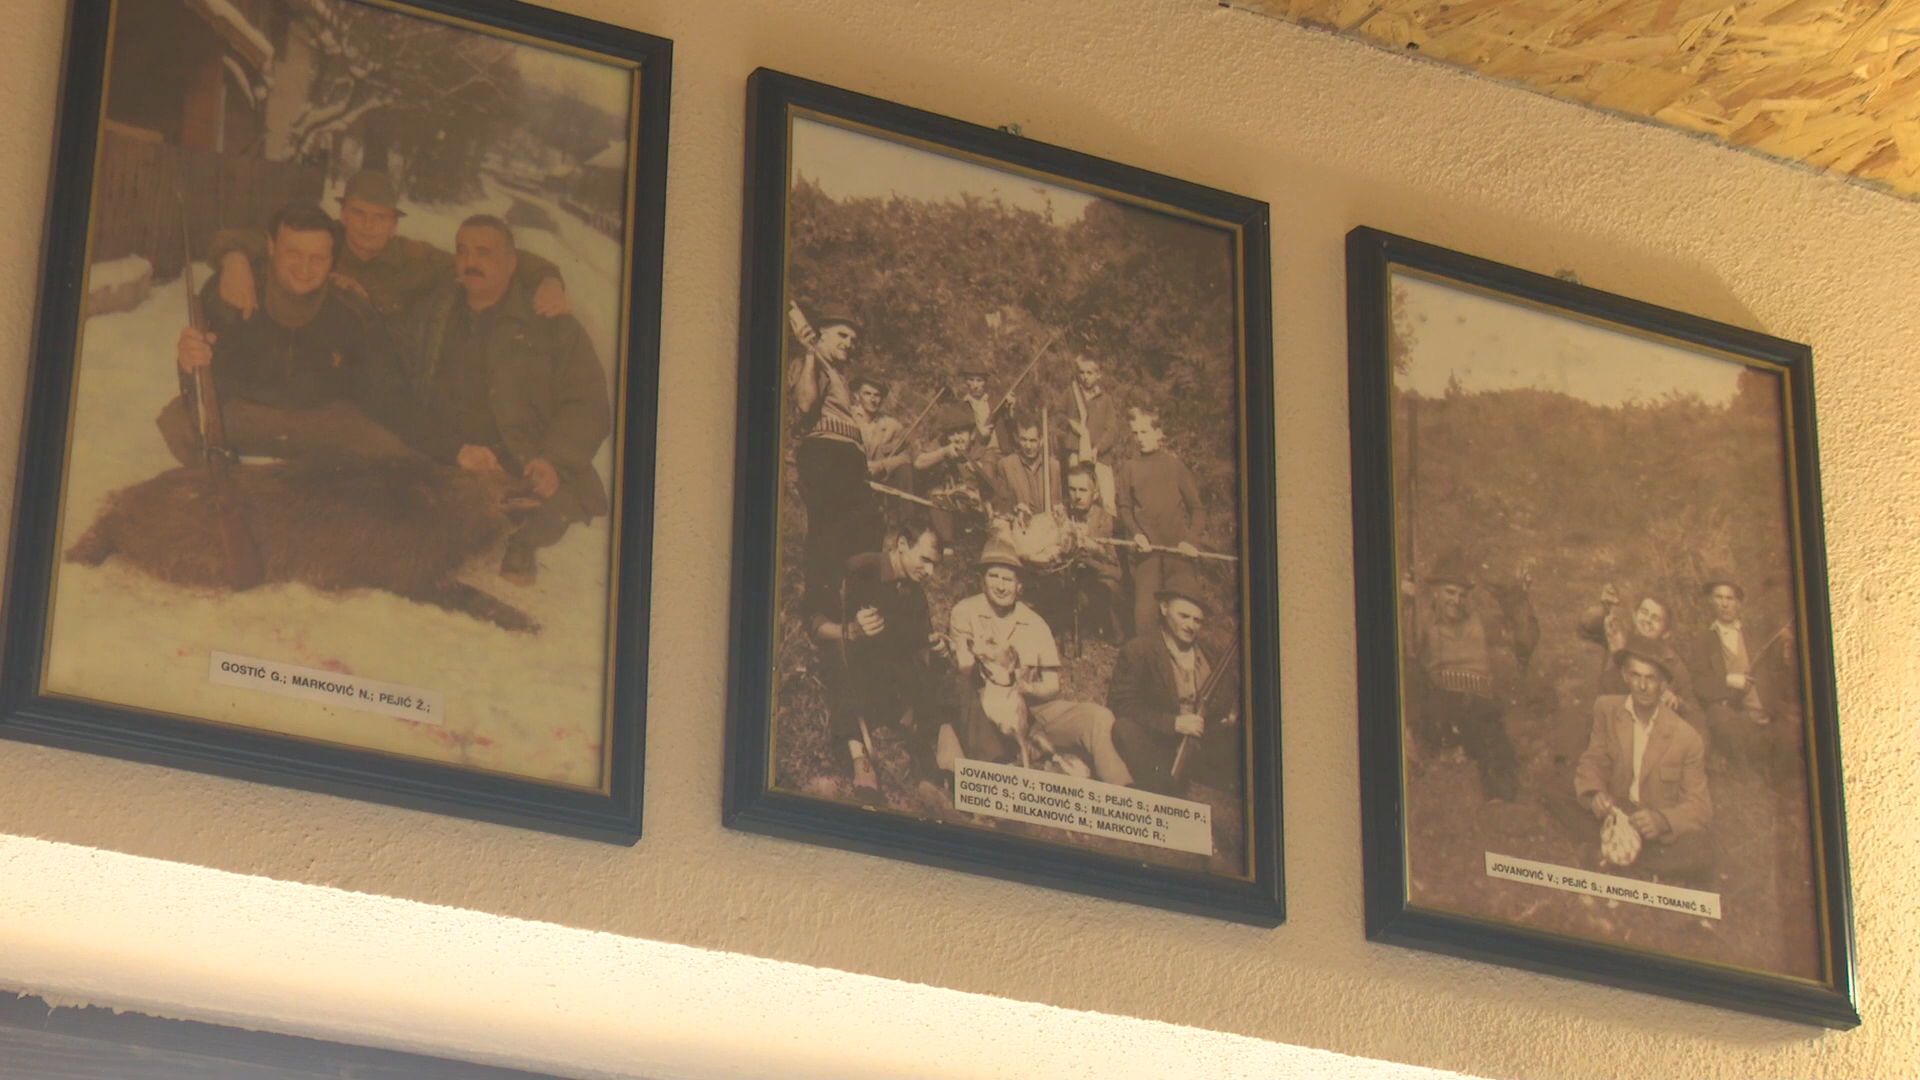 GOSTIĆ G.; MARKOVIĆ N.; PEJIĆ Ž.;
JOVANOVIĆ V.; TOMANIĆ S.; PEJIĆ S.; ANDRIĆ P.;
GOSTIĆ S.; GOJKOVIĆ S.; MILKANOVIĆ B.;
NEDIĆ D.; MILKANOVIĆ M.; MARKOVIĆ R.;
JOVANOVIĆ V.; PEJIĆ S.; ANDRIĆ P.; TOMANIĆ S.;